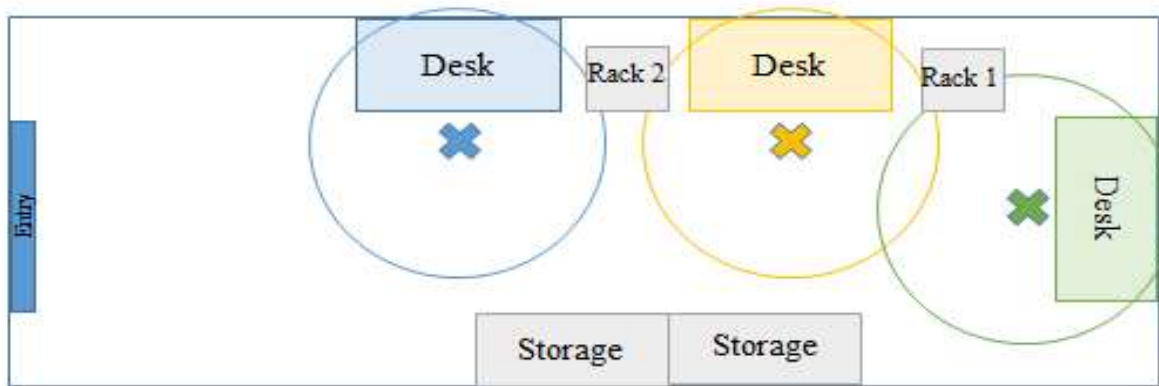 Desk
Rack 2
Desk
Rack 1
Entry
Desk
Storage
Storage